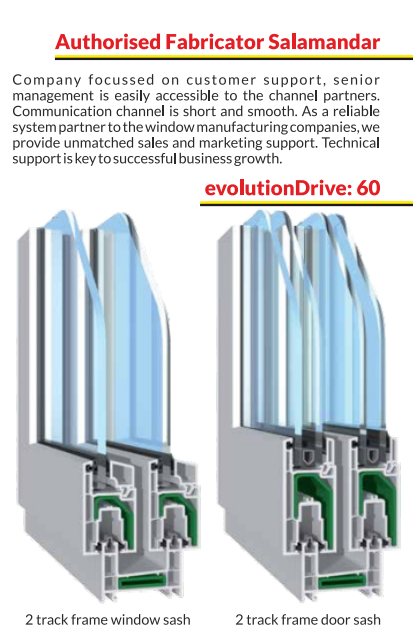 Authorised Fabricator Salamandar
Company focussed on customer support, senior
management is easily accessible to the channel partners.
Communication channel is short and smooth. As a reliable
system partner to the window manufacturing companies, we
provide unmatched sales and marketing support. Technical
support is key to successful business growth.
evolutionDrive: 60
2 track frame window sash
2 track frame door sash